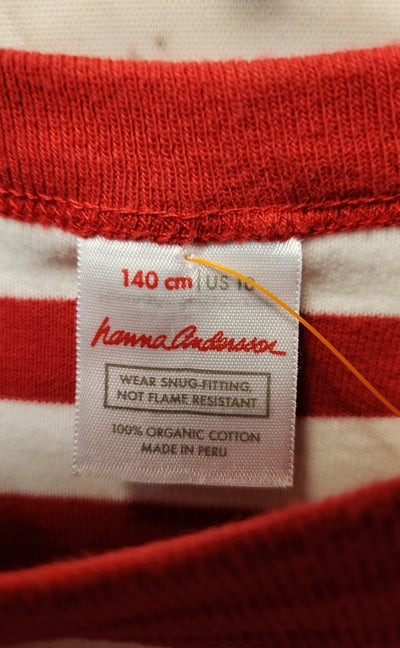 140 cm | US 10
hanna andersson
WEAR SNUG-FITTING.
NOT FLAME RESISTANT
100% ORGANIC COTTON
MADE IN PERU